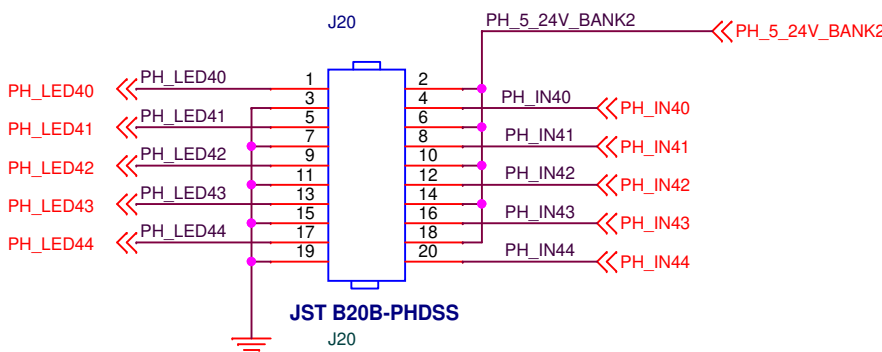 J20
PH_5_24V_BANK2
PH_5_24V_BANK2
PH_LED40 PH_LED40 1 2
3 4 PH_IN40 PH_IN40
PH_LED41 PH_LED41 5 6
7 8 PH_IN41 PH_IN41
PH_LED42 PH_LED42 9 10
11 12 PH_IN42 PH_IN42
PH_LED43 PH_LED43 13 14
15 16 PH_IN43 PH_IN43
PH_LED44 PH_LED44 17 18
19 20 PH_IN44 PH_IN44
JST B20B-PHDSS
J20